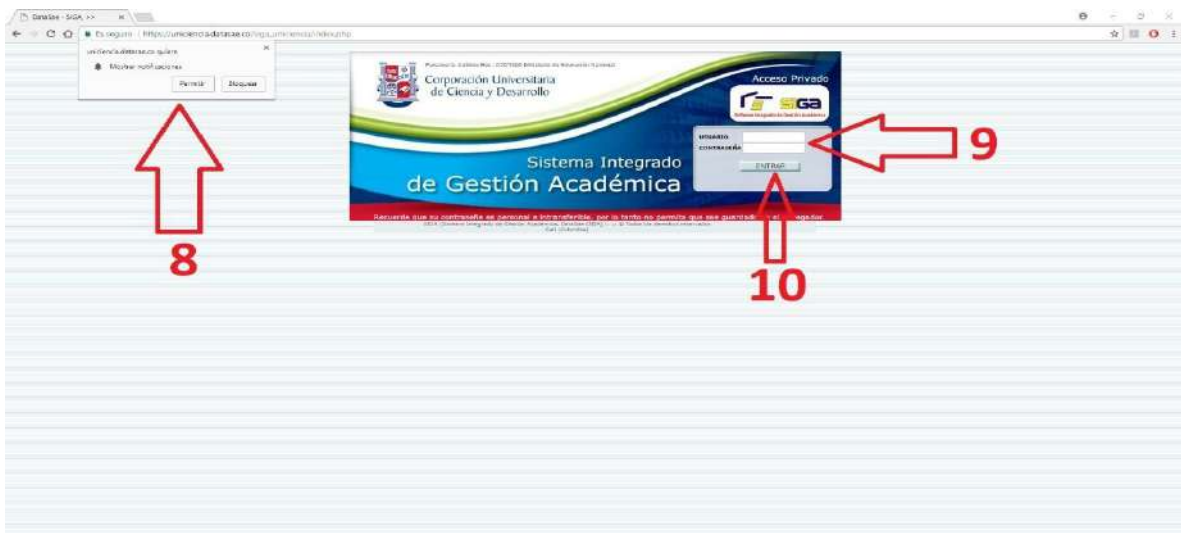 DataSae - SIGA, >>
Es seguro | https://uniciencia.datasae.co/siga_uniciencia/index.php
uniciencia.datasae.co quiere
Mostrar notificaciones
Permitir Bloquear
Corporación Universitaria
de Ciencia y Desarrollo
Acceso Privado
SIGA
USUARIO
CONTRASEÑA
ENTRAR
Sistema Integrado
de Gestión Académica
Recuerde que su contraseña es personal e intransferible, por lo tanto no permita que sea guardada en el navegador
8
9
10